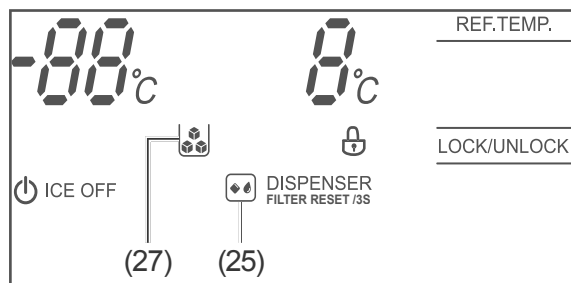 -88°C
8°C
REF.TEMP.
LOCK/UNLOCK
ICE OFF
DISPENSER
FILTER RESET /3S
(27)
(25)